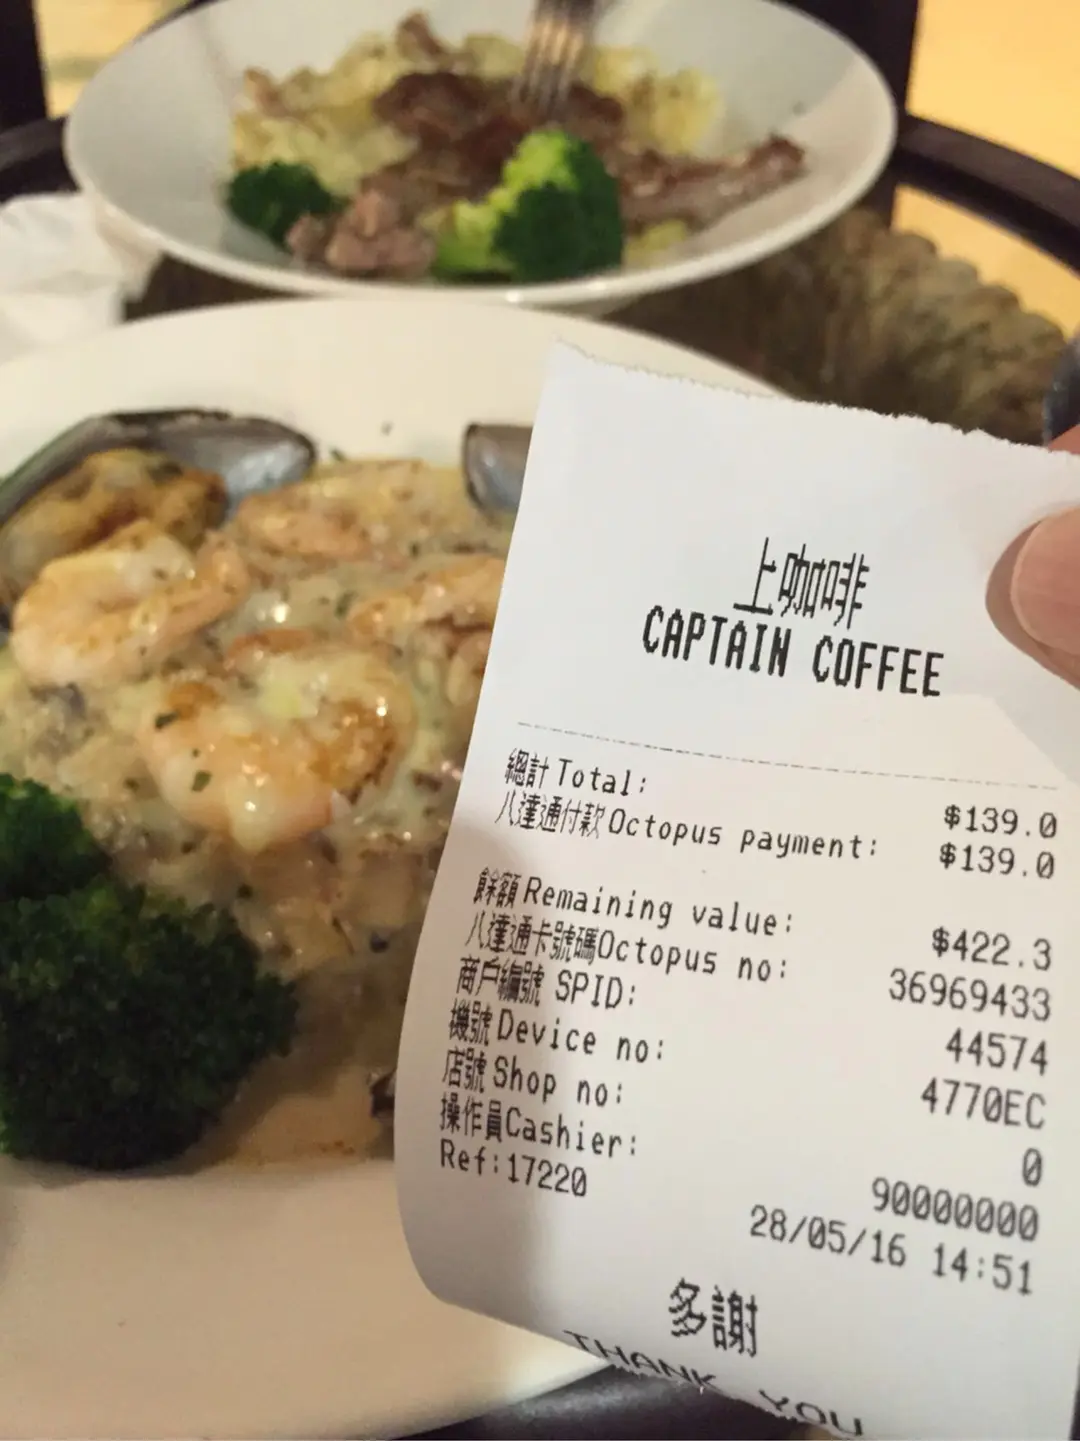 上咖啡
CAPTAIN COFFEE
總計 Total: $139.0
八達通付款 Octopus payment: $139.0
餘額 Remaining value: $422.3
八達通卡號碼 Octopus no: 36969433
商戶編號 SPID: 44574
機號 Device no: 4770EC
店號 Shop no: 0
操作員 Cashier: 90000000
Ref:17220 28/05/16 14:51
多謝
THANK YOU